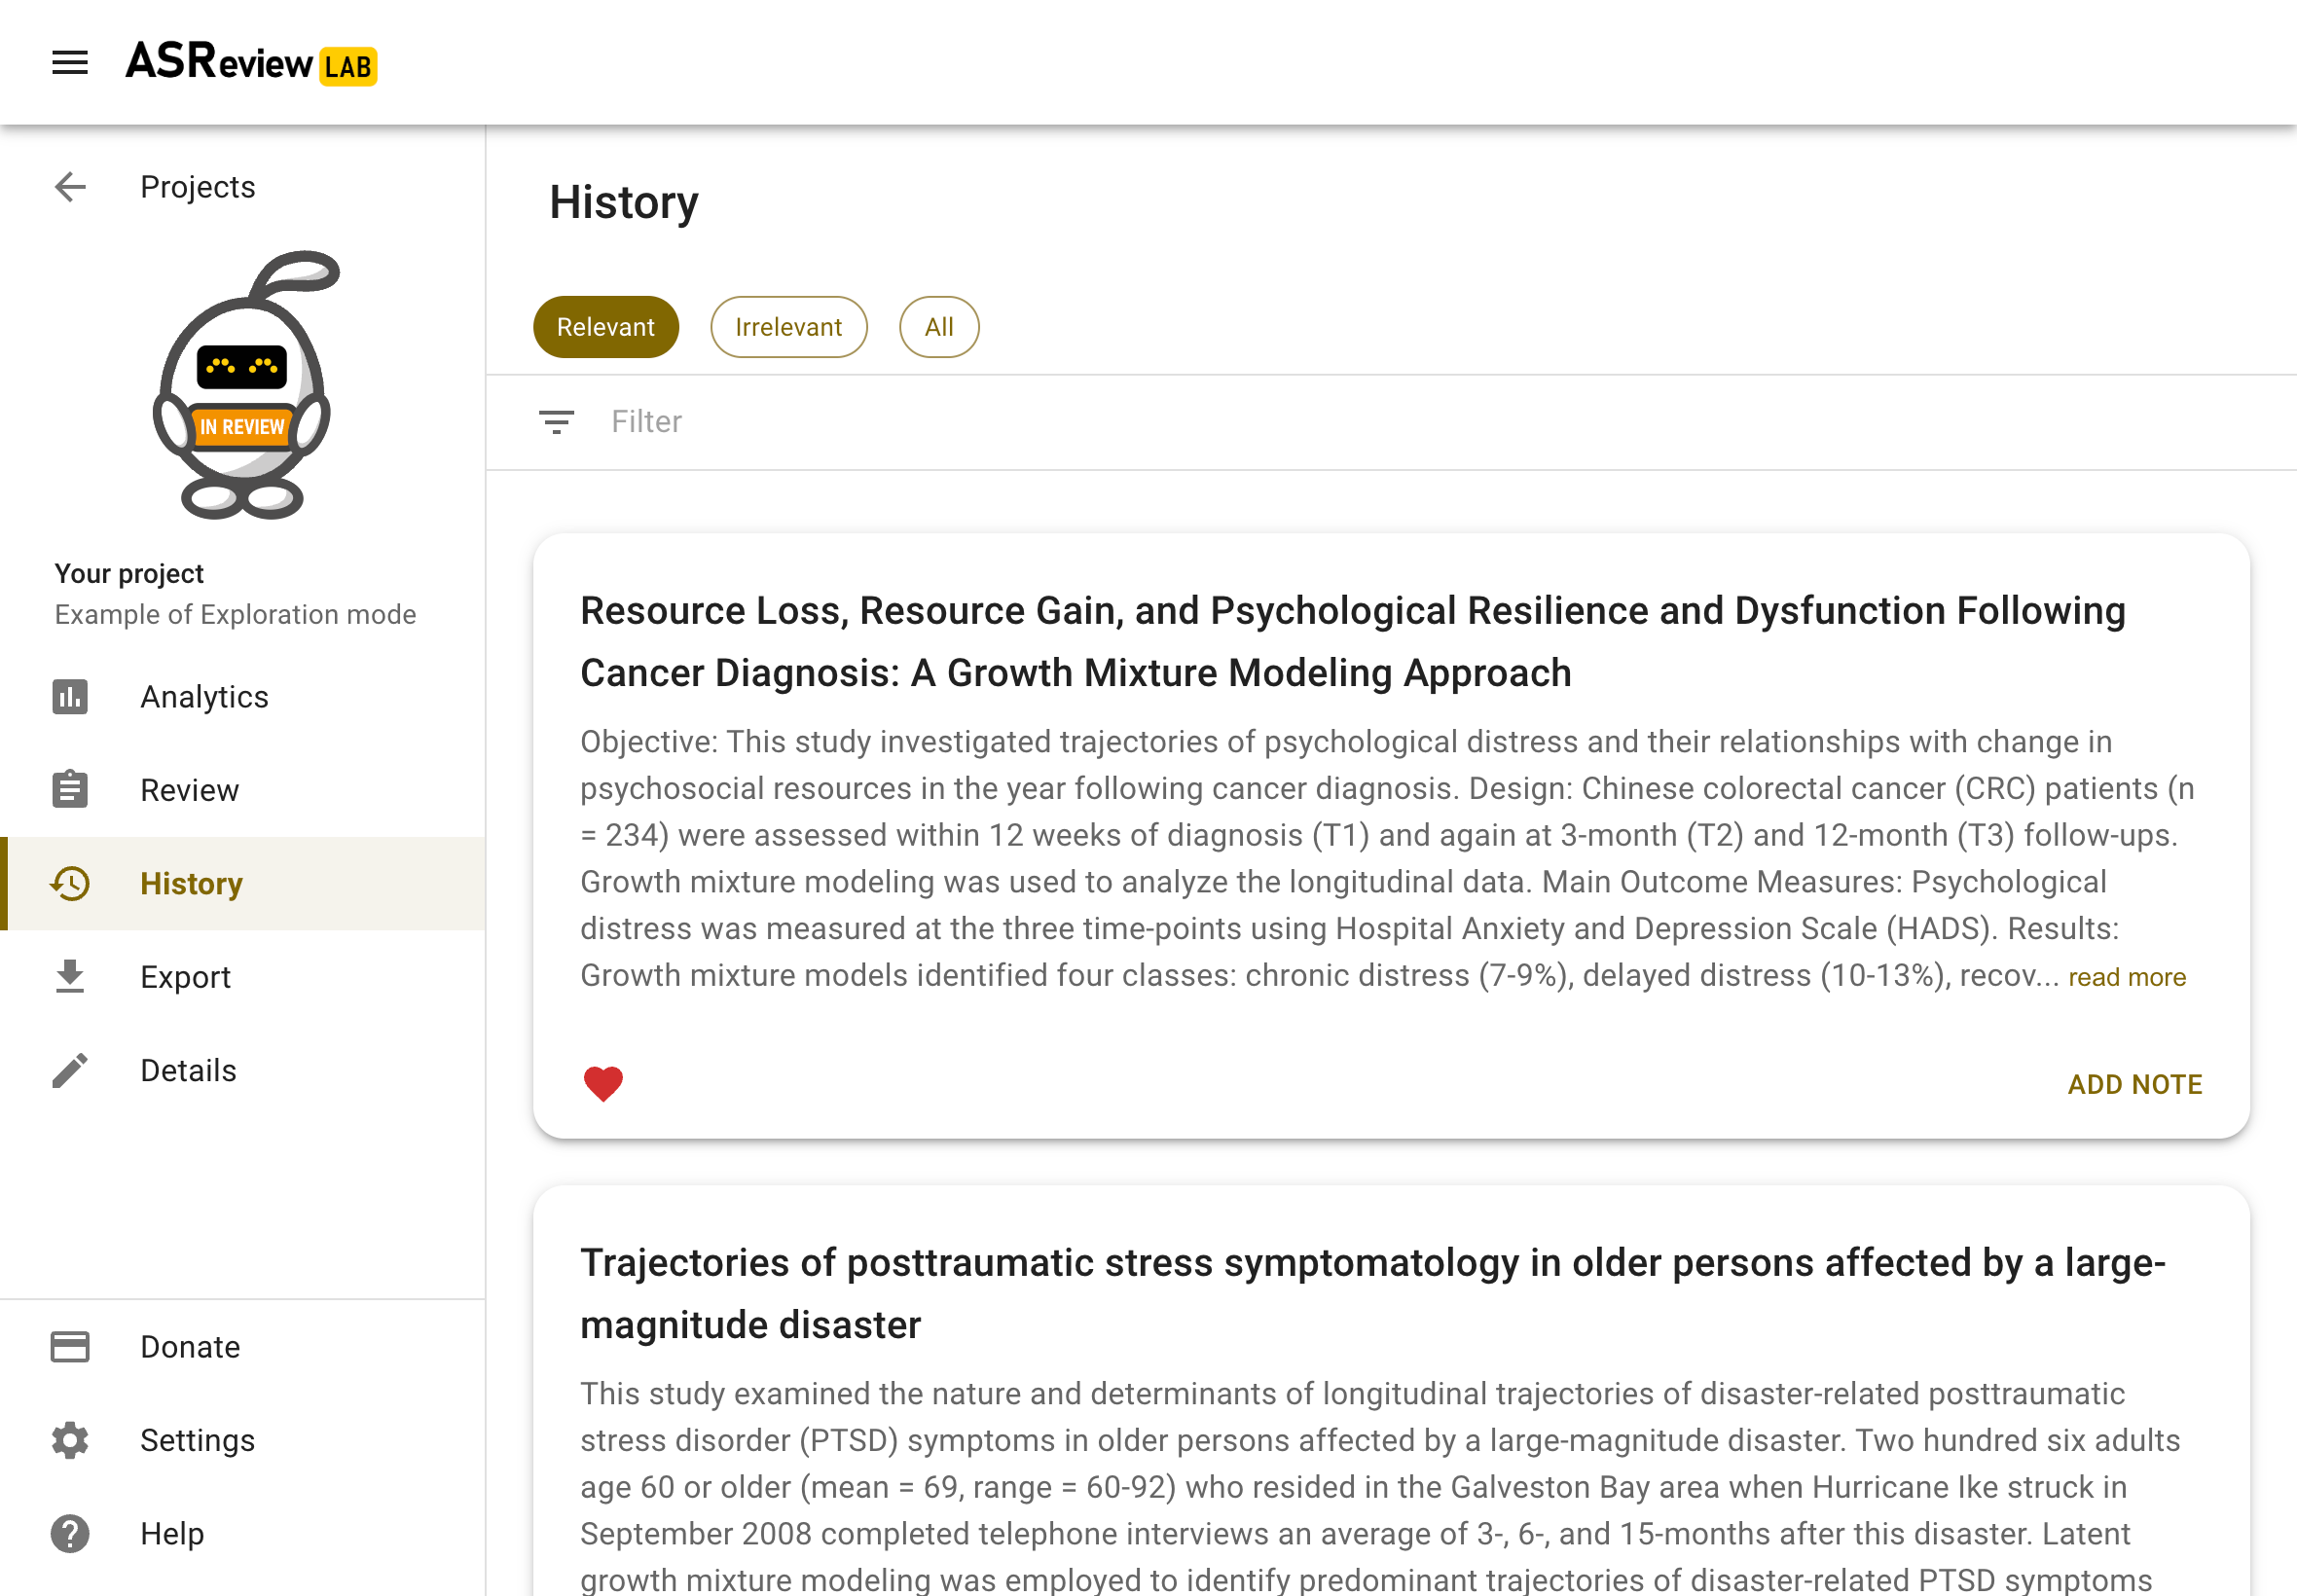 ASReview LAB
Projects
IN REVIEW
Your project
Example of Exploration mode
Analytics
Review
History
Export
Details
Donate
Settings
Help
History
Relevant
Irrelevant
All
Filter
Resource Loss, Resource Gain, and Psychological Resilience and Dysfunction Following
Cancer Diagnosis: A Growth Mixture Modeling Approach
Objective: This study investigated trajectories of psychological distress and their relationships with change in
psychosocial resources in the year following cancer diagnosis. Design: Chinese colorectal cancer (CRC) patients (n
= 234) were assessed within 12 weeks of diagnosis (T1) and again at 3-month (T2) and 12-month (T3) follow-ups.
Growth mixture modeling was used to analyze the longitudinal data. Main Outcome Measures: Psychological
distress was measured at the three time-points using Hospital Anxiety and Depression Scale (HADS). Results:
Growth mixture models identified four classes: chronic distress (7-9%), delayed distress (10-13%), recov... read more
ADD NOTE
Trajectories of posttraumatic stress symptomatology in older persons affected by a large-
magnitude disaster
This study examined the nature and determinants of longitudinal trajectories of disaster-related posttraumatic
stress disorder (PTSD) symptoms in older persons affected by a large-magnitude disaster. Two hundred six adults
age 60 or older (mean = 69, range = 60-92) who resided in the Galveston Bay area when Hurricane Ike struck in
September 2008 completed telephone interviews an average of 3-, 6-, and 15-months after this disaster. Latent
growth mixture modeling was employed to identify predominant trajectories of disaster-related PTSD symptoms